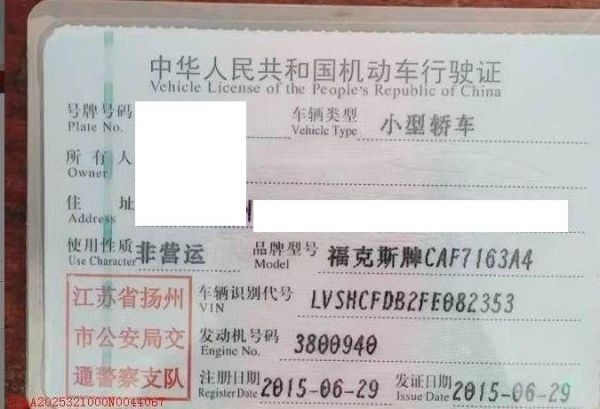 中华人民共和国机动车行驶证
Vehicle License of the People's Republic of China
号牌号码 车辆类型 小型轿车
Plate No. Vehicle Type
所有人
Owner
住址
Address
使用性质 非营运 品牌型号 福克斯牌CAF7163A4
Use Character Model
江苏省扬州 车辆识别代号 LVSHCFDB2FE082353
VIN
市公安局交 发动机号码 3800940
Engine No.
通警察支队 注册日期 2015-06-29 发证日期 2015-06-29
Register Date Issue Date